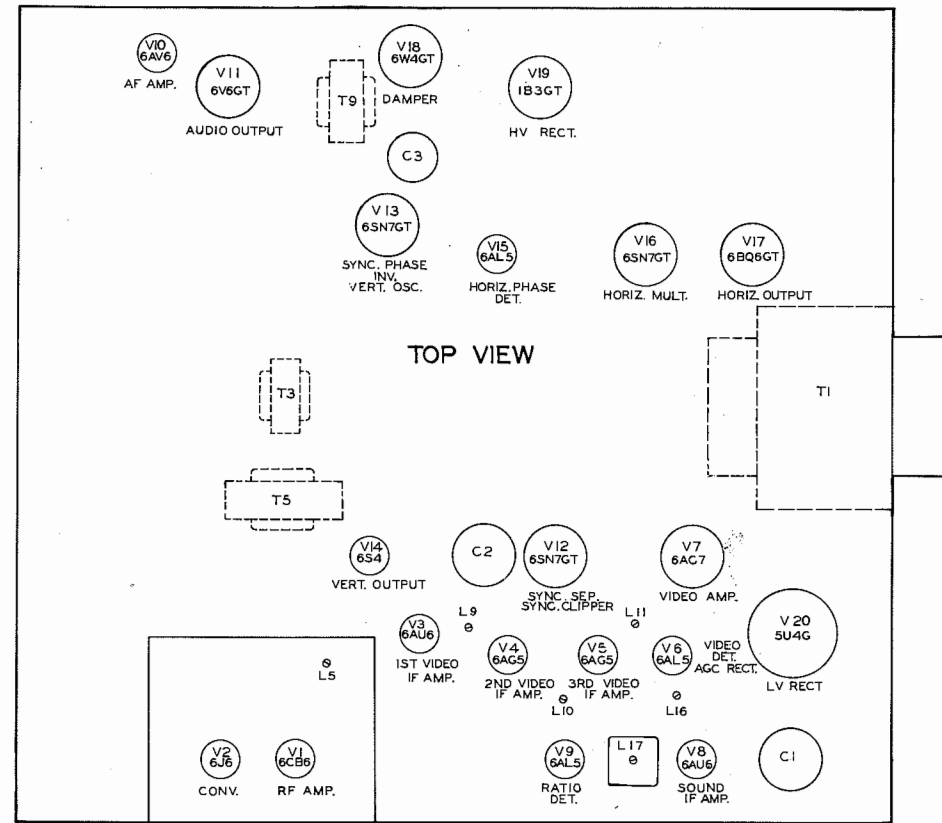 V10
6AV6
AF AMP.
V11
6V6GT
AUDIO OUTPUT
T9
V18
6W4GT
DAMPER
V19
1B3GT
HV RECT.
C3
V13
6SN7GT
SYNC. PHASE
INV.
VERT. OSC.
V15
6AL5
HORIZ. PHASE
DET.
V16
6SN7GT
HORIZ. MULT.
V17
6BQ6GT
HORIZ. OUTPUT
TOP VIEW
T3
T1
T5
V14
6S4
VERT. OUTPUT
C2
V12
6SN7GT
SYNC. SEP.
SYNC. CLIPPER
V7
6AC7
VIDEO AMP.
L9
L11
V3
6AU6
1ST VIDEO
IF AMP.
V4
6AG5
2ND VIDEO
IF AMP.
V5
6AG5
3RD VIDEO
IF AMP.
V6
6AL5
VIDEO
DET.
AGC RECT.
V20
5U4G
LV RECT
L5
L10
L16
V2
6J6
CONV.
V1
6CB6
RF AMP.
V9
6AL5
RATIO
DET.
L17
V8
6AU6
SOUND
IF AMP.
C1